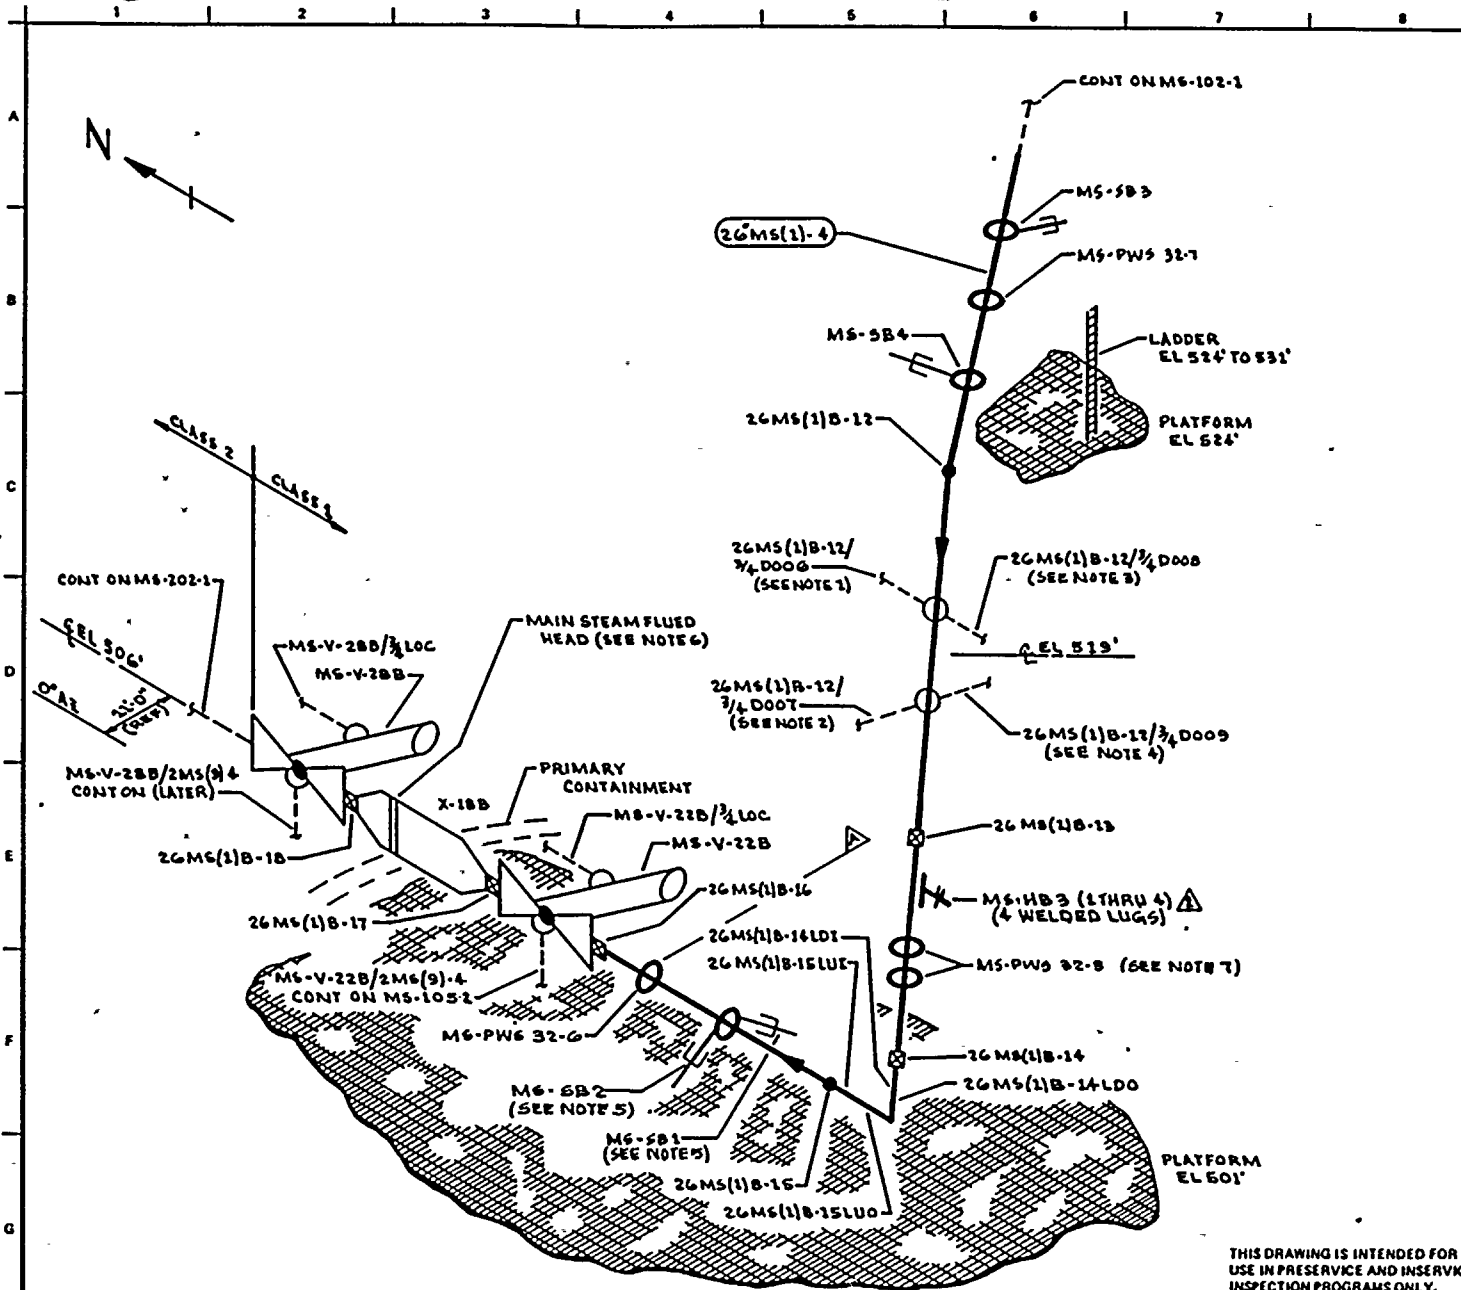 1 2 3 4 5 6 7 8
A
B
C
D
E
F
G
N
CONT ON MS-102-1
MS-SB3
26"MS(1)-4
MS-PWS 32-7
MS-SB4
LADDER
EL 524' TO 532'
26MS(1)B-12
PLATFORM
EL 524'
CLASS 2
CLASS 1
26MS(1)B-12/
3/4 D006
(SEE NOTE 1)
26MS(1)B-12/3/4 D008
(SEE NOTE 3)
CONT ON MS-202-1
MAIN STEAM FLUED
HEAD (SEE NOTE 6)
℄ EL 506'
MS-V-28B/3/4 LOC
MS-V-28B
℄ EL 519'
0° AZ
11'-0"
(REF)
26MS(1)B-12/
3/4 D007
(SEE NOTE 2)
26MS(1)B-12/3/4 D009
(SEE NOTE 4)
MS-V-28B/2MS(9)-4
CONT ON (LATER)
PRIMARY
CONTAINMENT
X-18B
MS-V-22B/3/4 LOC
MS-V-22B
26MS(1)B-13
26MS(1)B-18
26MS(1)B-16
MS-HB3 (1 THRU 4)
(4 WELDED LUGS)
26MS(1)B-17
26MS(1)B-14LDI
26MS(1)B-15LUI
MS-PWS 32-8 (SEE NOTE 7)
MS-V-22B/2MS(9)-4
CONT ON MS-105-2
MS-PWS 32-6
26MS(1)B-14
26MS(1)B-14LDO
MS-SB2
(SEE NOTE 5)
MS-SB1
(SEE NOTE 5)
PLATFORM
EL 501'
26MS(1)B-15
26MS(1)B-15LUO
THIS DRAWING IS INTENDED FOR
USE IN PRESERVICE AND INSERVIC
INSPECTION PROGRAMS ONLY.